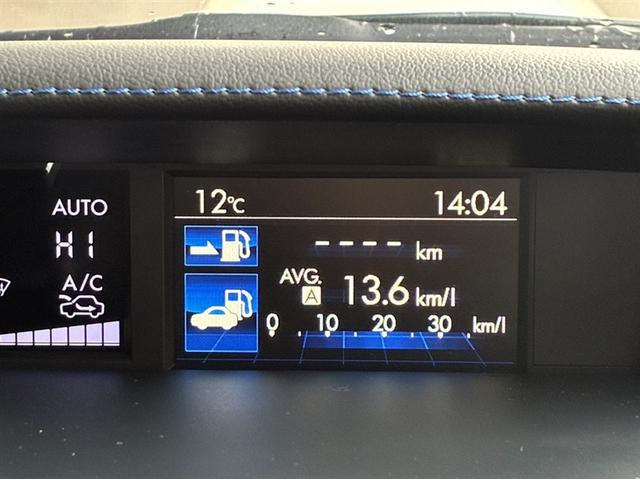 AUTO
HI
A/C
12℃
14:04
---- km
AVG.
A 13.6 km/l
0 10 20 30 km/l